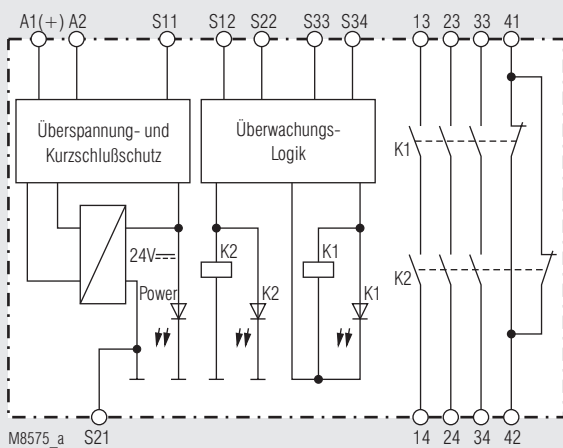 A1(+) A2 S11 S12 S22 S33 S34 13 23 33 41
Überspannung- und
Kurzschlußschutz
Überwachungs-
Logik
K1
24V
K2
K1
K2
Power
K2
K1
M8575_a
S21
14 24 34 42